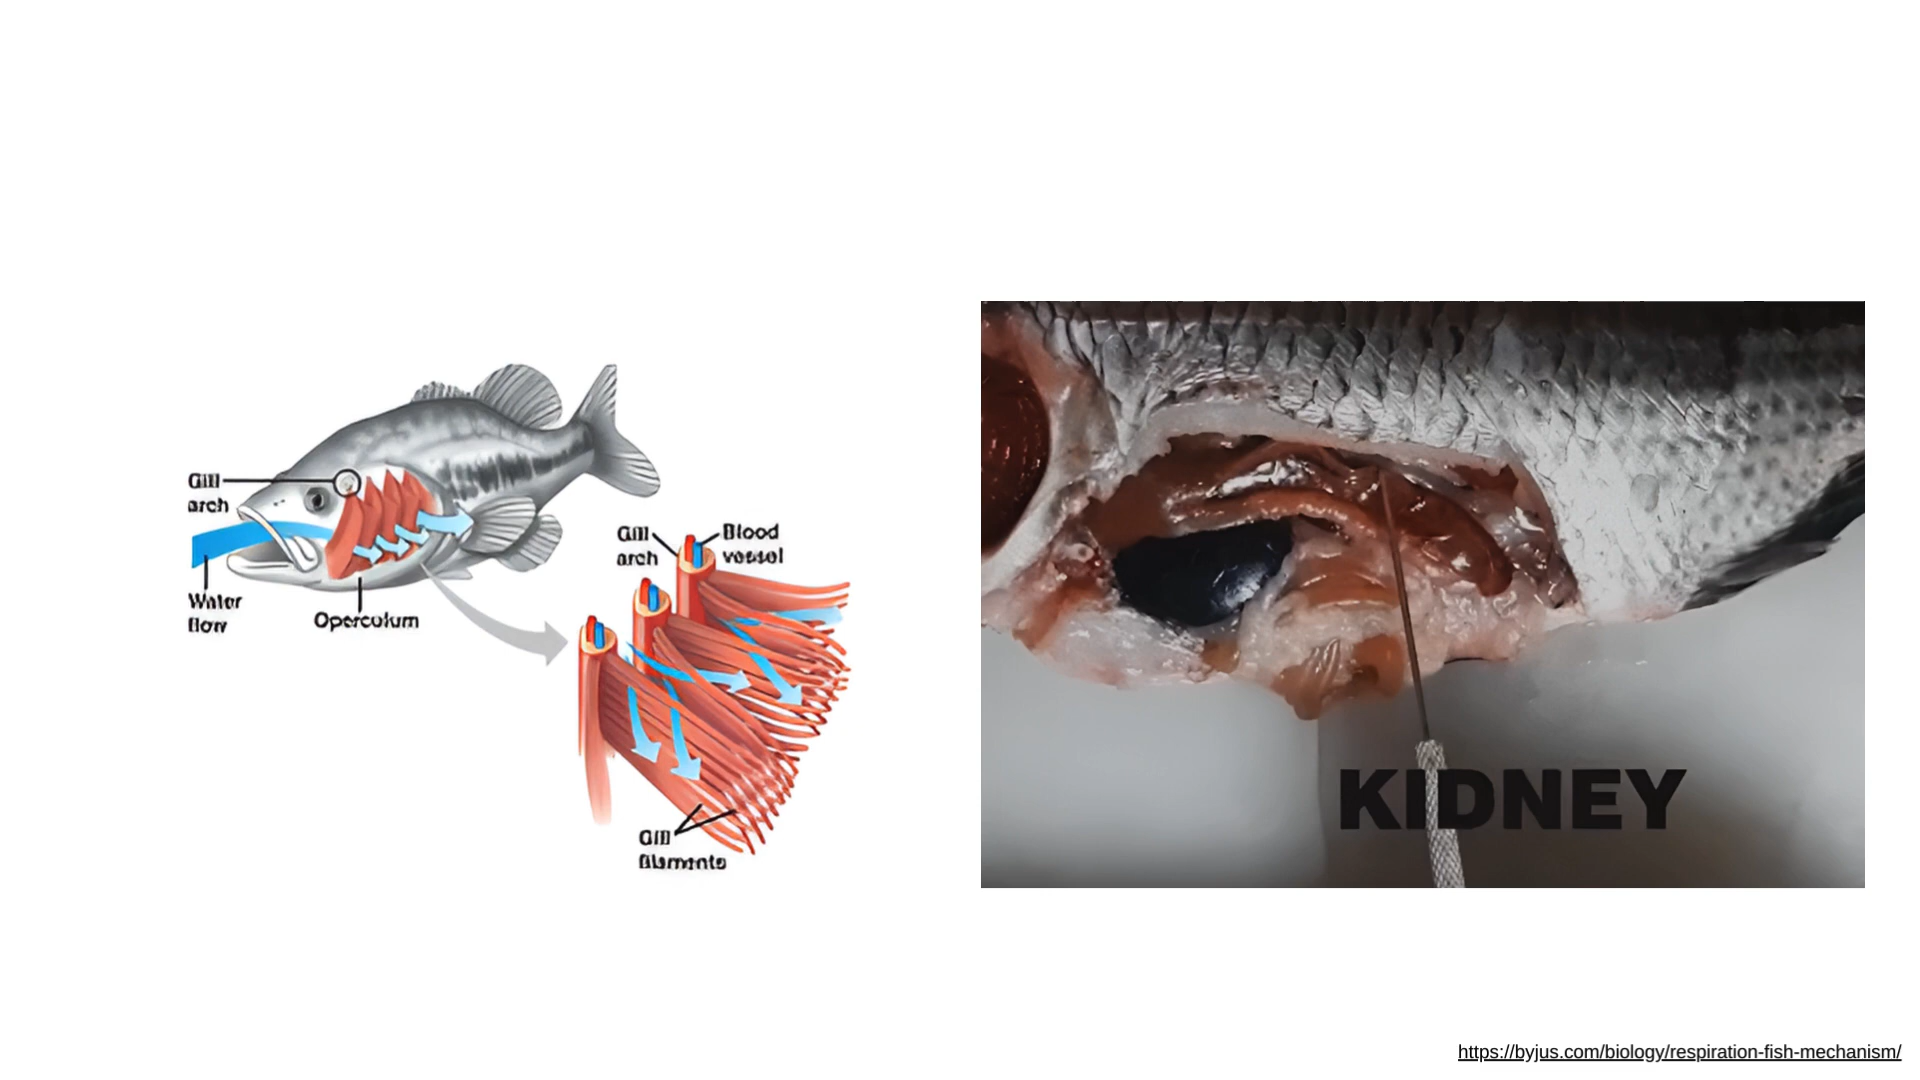 Gill
arch
Water
flow
Operculum
Gill
arch
Blood
vessel
Gill
filaments
KIDNEY
https://byjus.com/biology/respiration-fish-mechanism/